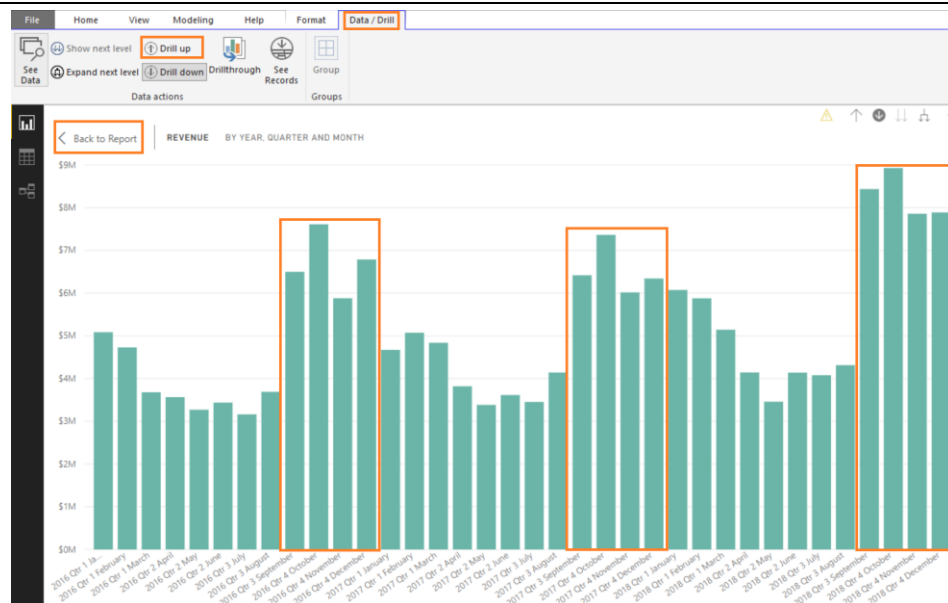 File Home View Modeling Help Format Data / Drill
Show next level Drill up
See Data Expand next level Drill down Drillthrough See Records Group
Data actions Groups
Back to Report REVENUE BY YEAR, QUARTER AND MONTH
$9M
$8M
$7M
$6M
$5M
$4M
$3M
$2M
$1M
$0M
2016 Qtr 1 Ja...
2016 Qtr 1 February
2016 Qtr 1 March
2016 Qtr 2 April
2016 Qtr 2 May
2016 Qtr 2 June
2016 Qtr 3 July
2016 Qtr 3 August
2016 Qtr 3 September
2016 Qtr 4 October
2016 Qtr 4 November
2016 Qtr 4 December
2017 Qtr 1 January
2017 Qtr 1 February
2017 Qtr 1 March
2017 Qtr 2 April
2017 Qtr 2 May
2017 Qtr 2 June
2017 Qtr 3 July
2017 Qtr 3 August
2017 Qtr 3 September
2017 Qtr 4 October
2017 Qtr 4 November
2017 Qtr 4 December
2018 Qtr 1 January
2018 Qtr 1 February
2018 Qtr 1 March
2018 Qtr 2 April
2018 Qtr 2 May
2018 Qtr 2 June
2018 Qtr 3 July
2018 Qtr 3 August
2018 Qtr 3 September
2018 Qtr 4 October
2018 Qtr 4 November
2018 Qtr 4 December